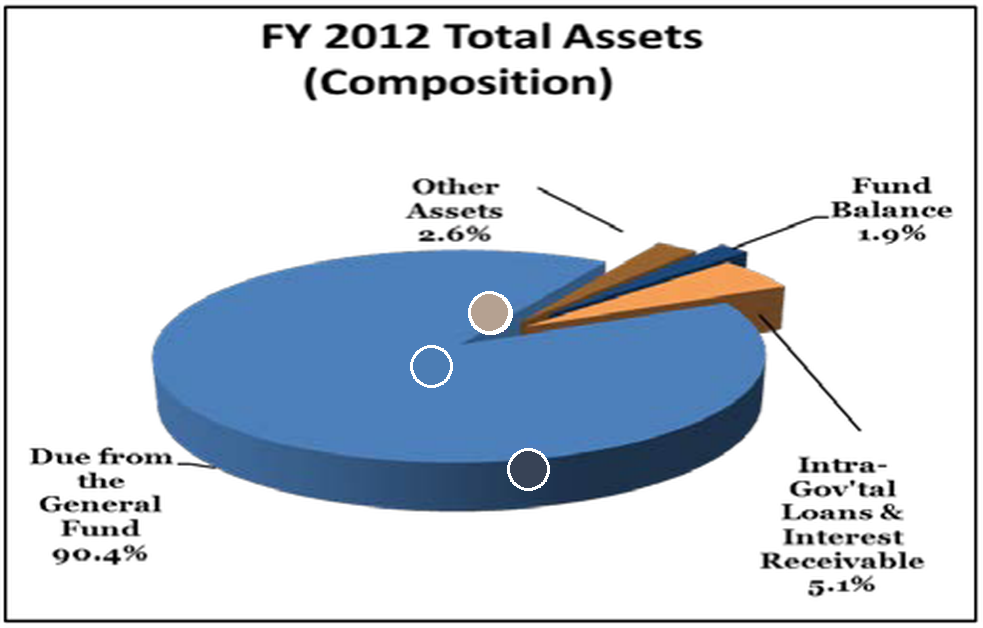 FY 2012 Total Assets
(Composition)
Other
Assets
2.6%
Fund
Balance
1.9%
Due from
the
General
Fund
90.4%
Intra-
Gov'tal
Loans &
Interest
Receivable
5.1%